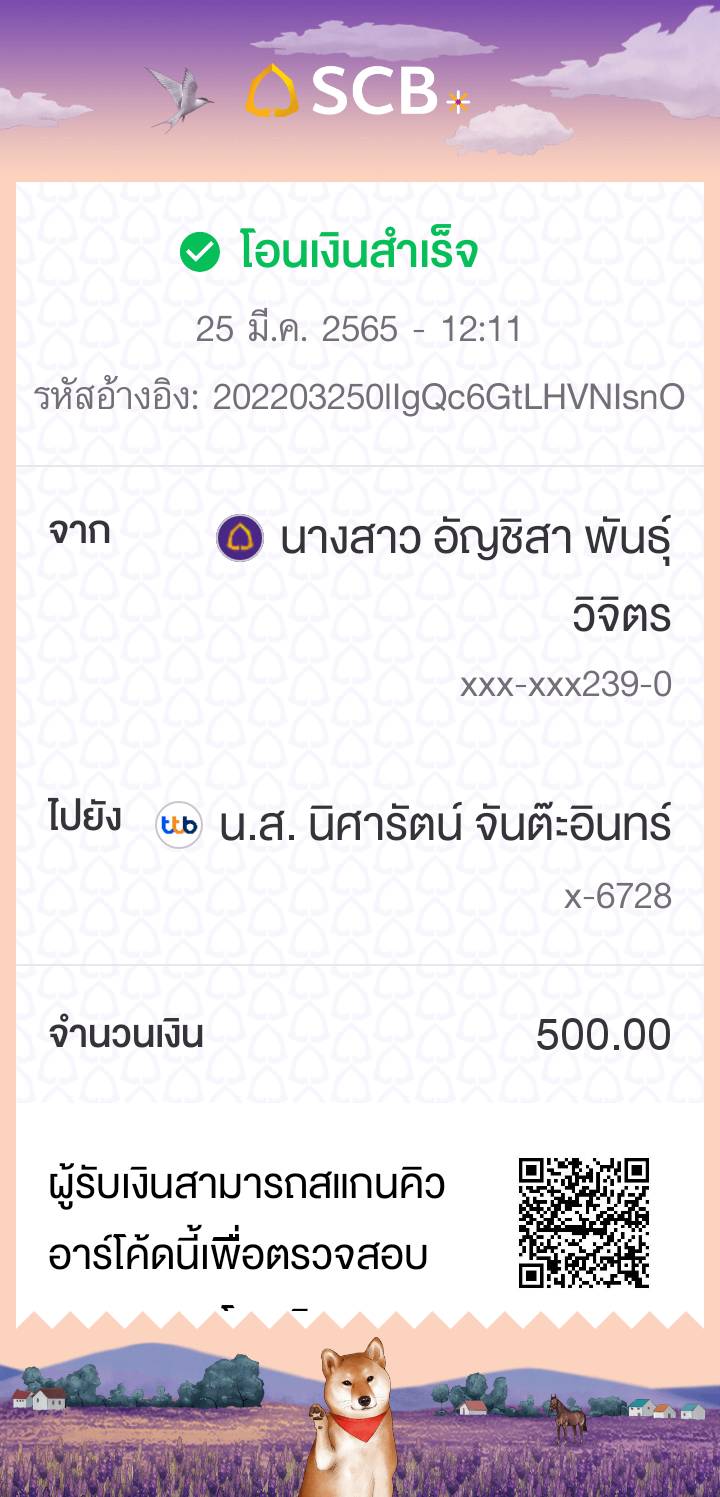 SCB
โอนเงินสำเร็จ
25 มี.ค. 2565 - 12:11
รหัสอ้างอิง: 202203250lIgQc6GtLHVNIsnO
จาก นางสาว อัญชิสา พันธุ์
วิจิตร
xxx-xxx239-0
ไปยัง ttb น.ส. นิศารัตน์ จันต๊ะอินทร์
x-6728
จำนวนเงิน 500.00
ผู้รับเงินสามารถสแกนคิว
อาร์โค้ดนี้เพื่อตรวจสอบ